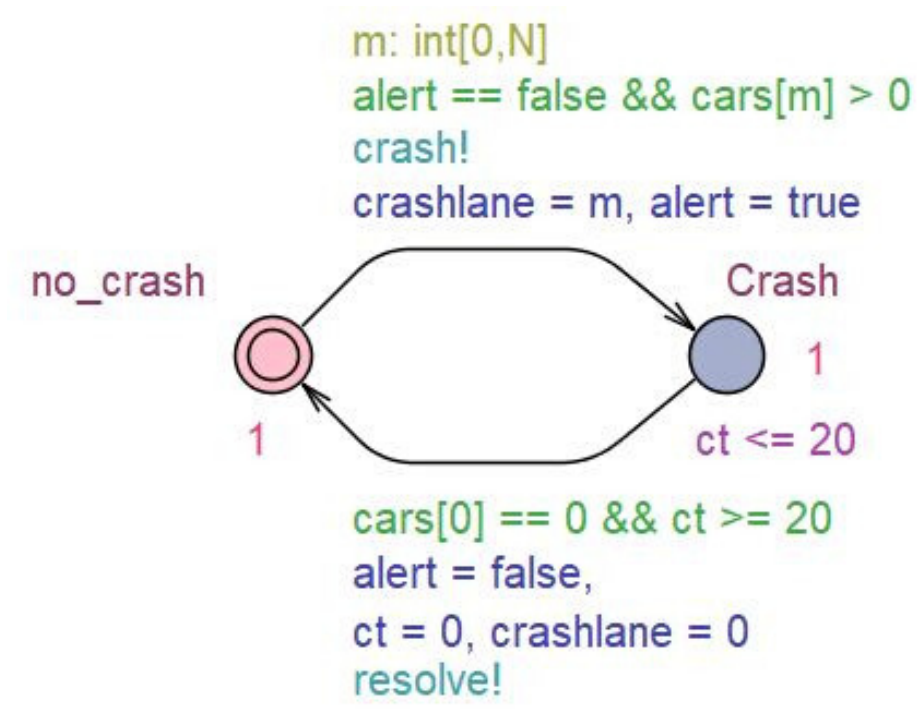 m: int[0,N]
alert == false && cars[m] > 0
crash!
crashlane = m, alert = true
no_crash
Crash
1
1
ct <= 20
cars[0] == 0 && ct >= 20
alert = false,
ct = 0, crashlane = 0
resolve!